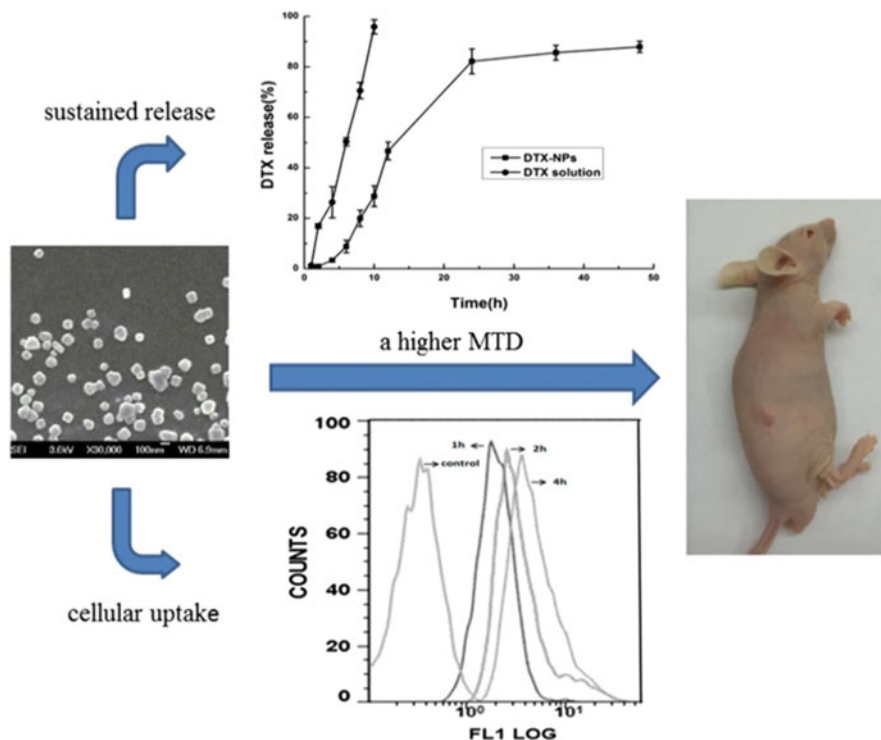 sustained release
DTX release(%)
100
80
60
40
20
0
DTX-NPs
DTX solution
0 10 20 30 40 50
Time(h)
SEI 3.0kV X30,000 100nm WD 6.9mm
a higher MTD
COUNTS
100
80
60
40
20
0
control
1h
2h
4h
10⁰ 10¹
FL1 LOG
cellular uptake